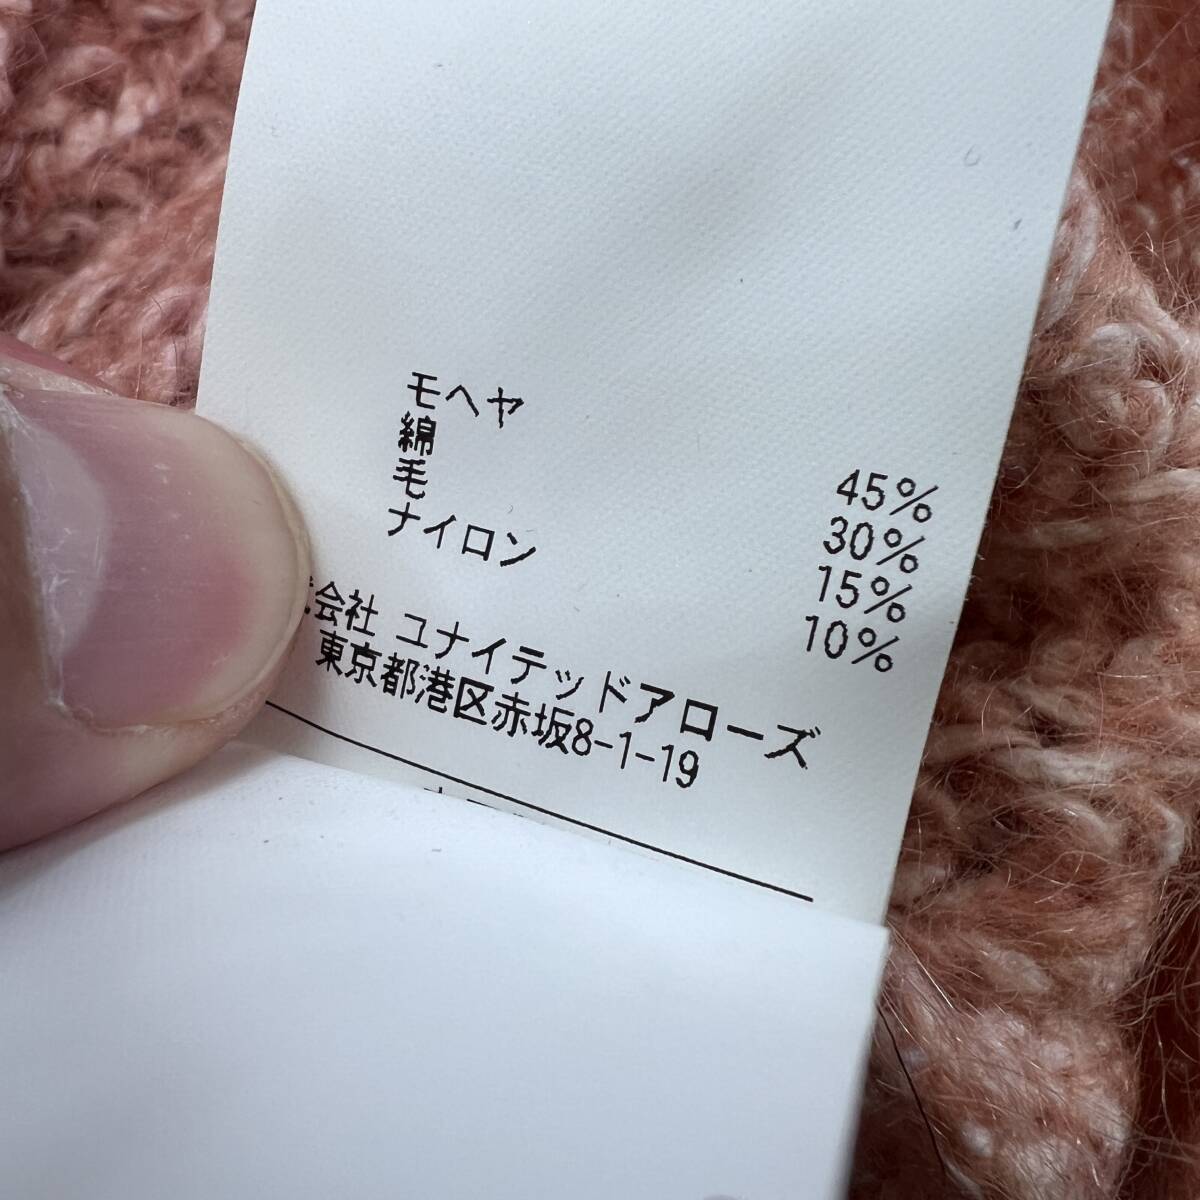 モヘヤ 45%
綿 30%
毛 15%
ナイロン 10%
会社 ユナイテッドアローズ
東京都港区赤坂8-1-19